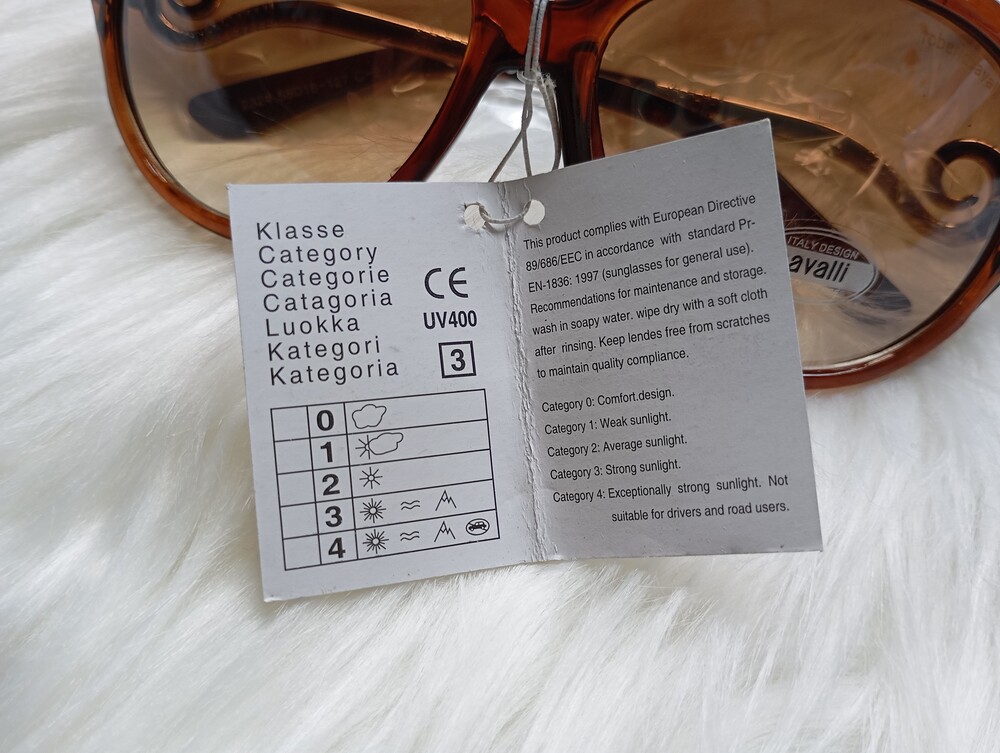 Klasse
Category
Categorie
Catagoria
Luokka
Kategori
Kategoria
CE
UV400
3
0
1
2
3
4
This product complies with European Directive
89/686/EEC in accordance with standard Pr-
EN-1836: 1997 (sunglasses for general use).
Recommendations for maintenance and storage.
wash in soapy water. wipe dry with a soft cloth
after rinsing. Keep lendes free from scratches
to maintain quality compliance.
Category 0: Comfort.design.
Category 1: Weak sunlight.
Category 2: Average sunlight.
Category 3: Strong sunlight.
Category 4: Exceptionally strong sunlight. Not
suitable for drivers and road users.
ITALY DESIGN
avalli